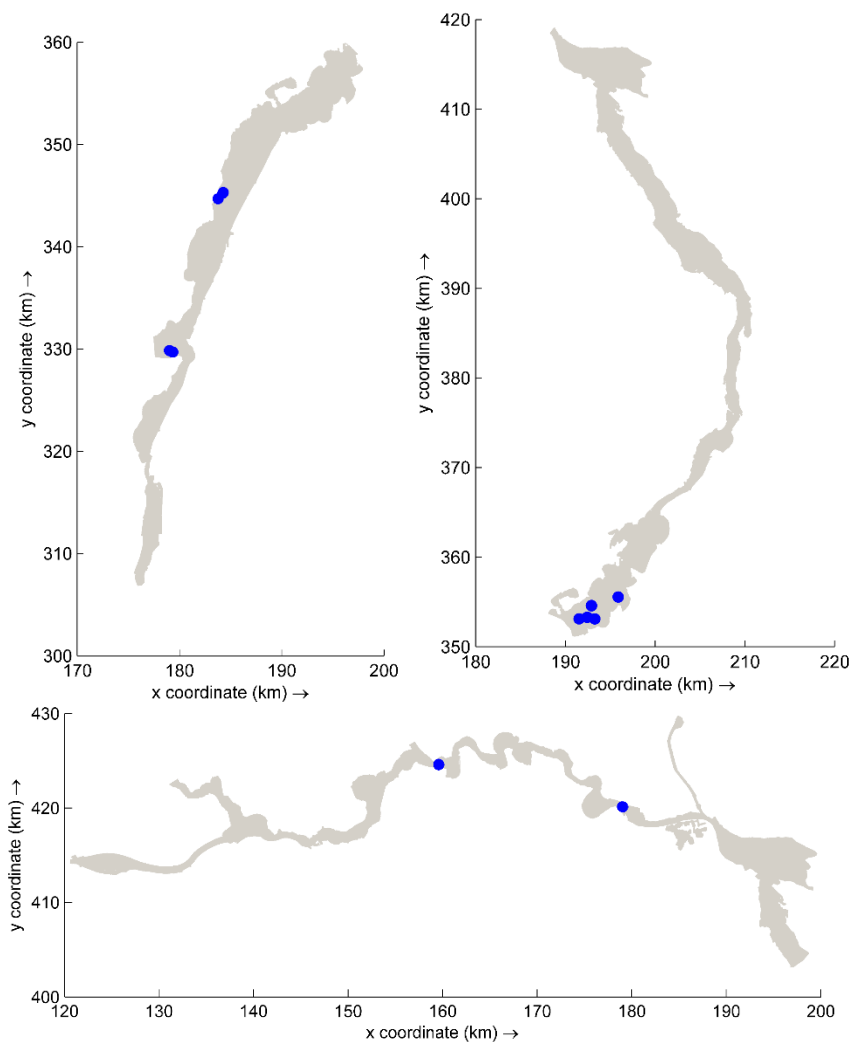 360
350
340
330
320
310
300
y coordinate (km) →
170 180 190 200
x coordinate (km) →
420
410
400
390
380
370
360
350
y coordinate (km) →
180 190 200 210 220
x coordinate (km) →
430
420
410
400
y coordinate (km) →
120 130 140 150 160 170 180 190 200
x coordinate (km) →